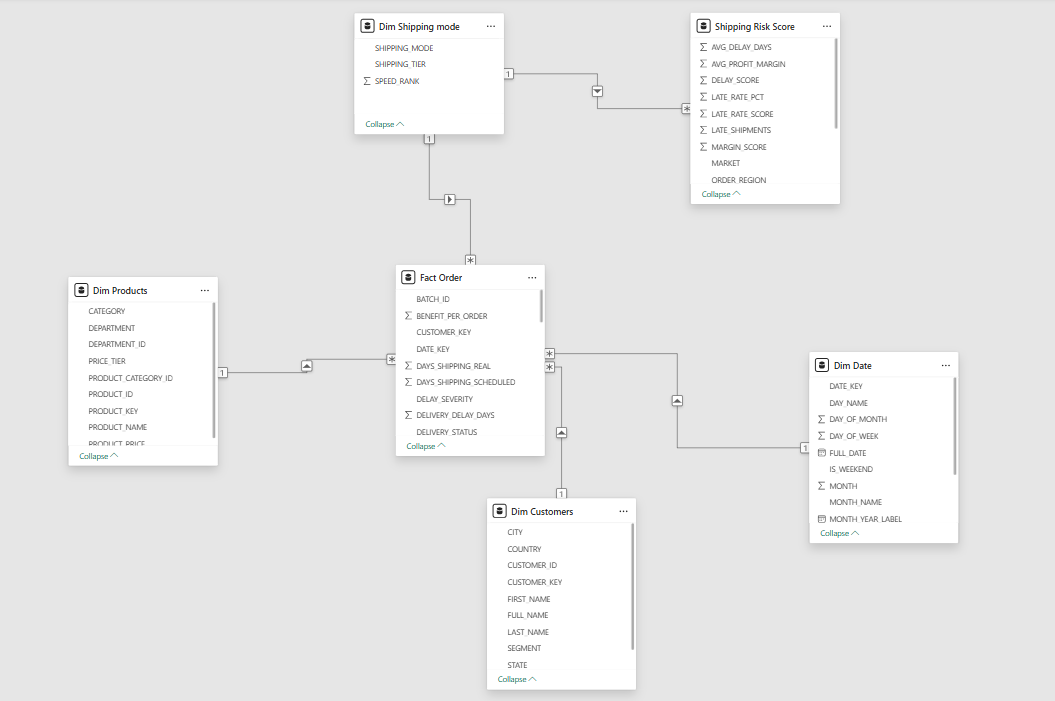 Dim Shipping mode
SHIPPING_MODE
SHIPPING_TIER
SPEED_RANK
Collapse
Shipping Risk Score
AVG_DELAY_DAYS
AVG_PROFIT_MARGIN
DELAY_SCORE
LATE_RATE_PCT
LATE_RATE_SCORE
LATE_SHIPMENTS
MARGIN_SCORE
MARKET
ORDER_REGION
Collapse
1
*
1
*
Dim Products
CATEGORY
DEPARTMENT
DEPARTMENT_ID
PRICE_TIER
PRODUCT_CATEGORY_ID
PRODUCT_ID
PRODUCT_KEY
PRODUCT_NAME
PRODUCT_PRICE
Collapse
1
*
Fact Order
BATCH_ID
BENEFIT_PER_ORDER
CUSTOMER_KEY
DATE_KEY
DAYS_SHIPPING_REAL
DAYS_SHIPPING_SCHEDULED
DELAY_SEVERITY
DELIVERY_DELAY_DAYS
DELIVERY_STATUS
Collapse
*
*
1
1
Dim Date
DATE_KEY
DAY_NAME
DAY_OF_MONTH
DAY_OF_WEEK
FULL_DATE
IS_WEEKEND
MONTH
MONTH_NAME
MONTH_YEAR_LABEL
Collapse
Dim Customers
CITY
COUNTRY
CUSTOMER_ID
CUSTOMER_KEY
FIRST_NAME
FULL_NAME
LAST_NAME
SEGMENT
STATE
Collapse